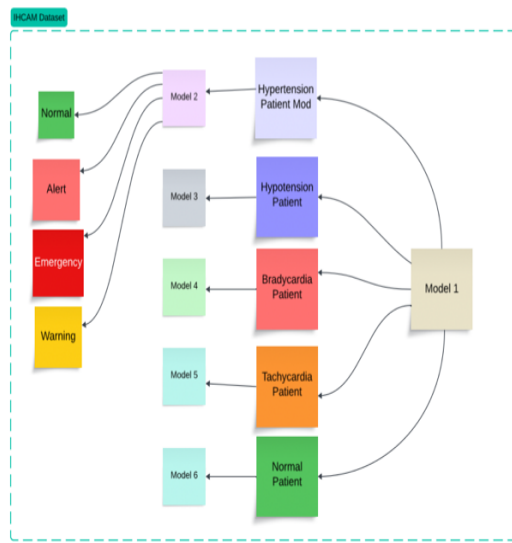 IHCAM Dataset
Normal
Alert
Emergency
Warning
Model 2
Model 3
Model 4
Model 5
Model 6
Hypertension
Patient Mod
Hypotension
Patient
Bradycardia
Patient
Tachycardia
Patient
Normal
Patient
Model 1